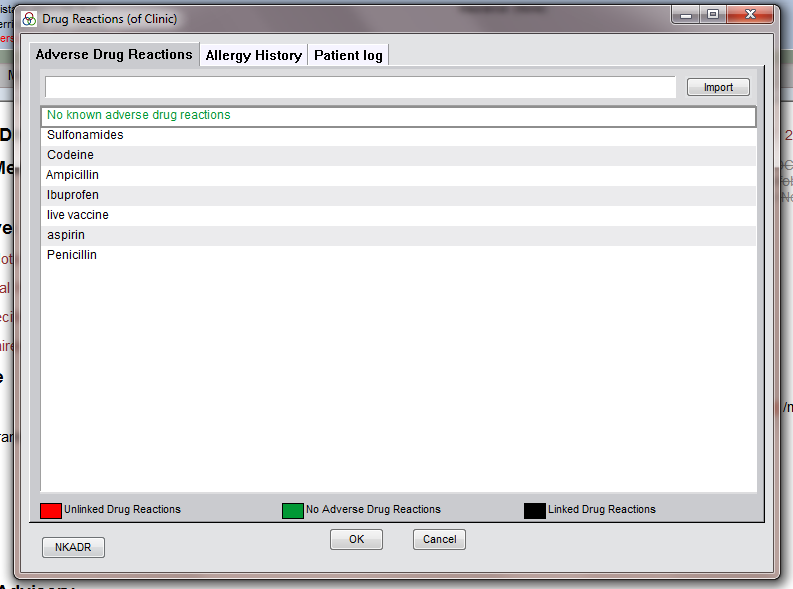 Drug Reactions (of Clinic)
Adverse Drug Reactions
Allergy History
Patient log
Import
No known adverse drug reactions
Sulfonamides
Codeine
Ampicillin
Ibuprofen
live vaccine
aspirin
Penicillin
Unlinked Drug Reactions
No Adverse Drug Reactions
Linked Drug Reactions
NKADR
OK
Cancel